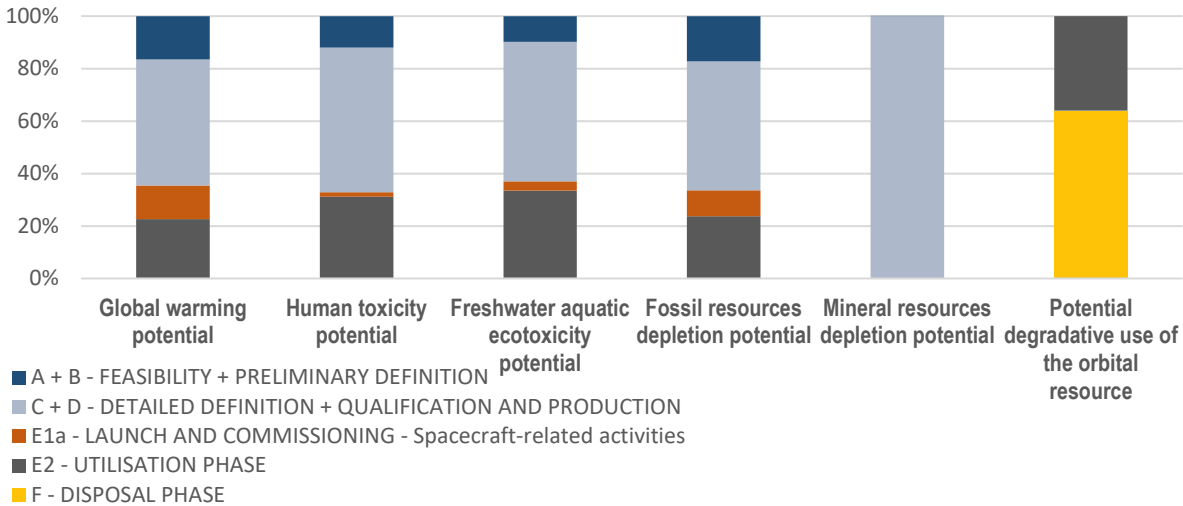 100%
80%
60%
40%
20%
0%
Global warming
potential
Human toxicity
potential
Freshwater aquatic
ecotoxicity
potential
Fossil resources
depletion potential
Mineral resources
depletion potential
Potential
degradative use of
the orbital
resource
A + B - FEASIBILITY + PRELIMINARY DEFINITION
C + D - DETAILED DEFINITION + QUALIFICATION AND PRODUCTION
E1a - LAUNCH AND COMMISSIONING - Spacecraft-related activities
E2 - UTILISATION PHASE
F - DISPOSAL PHASE